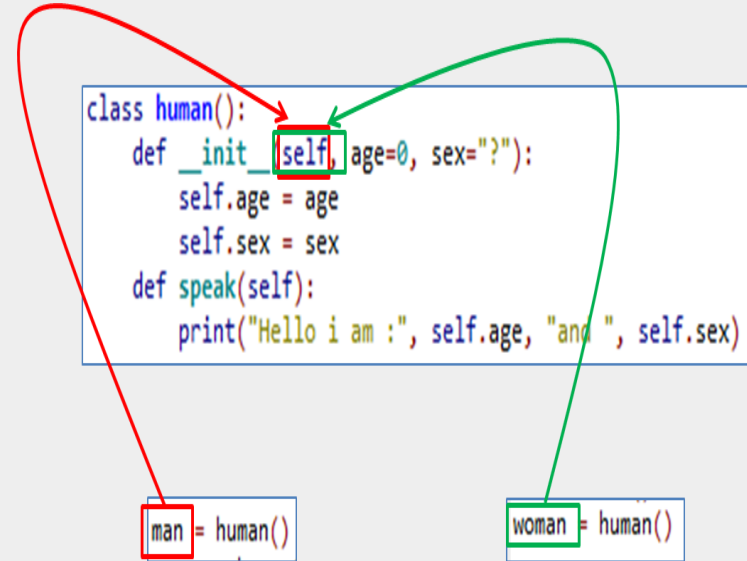 class human():
    def __init__(self, age=0, sex="?"):
        self.age = age
        self.sex = sex
    def speak(self):
        print("Hello i am :", self.age, "and ", self.sex)
man = human()
woman = human()